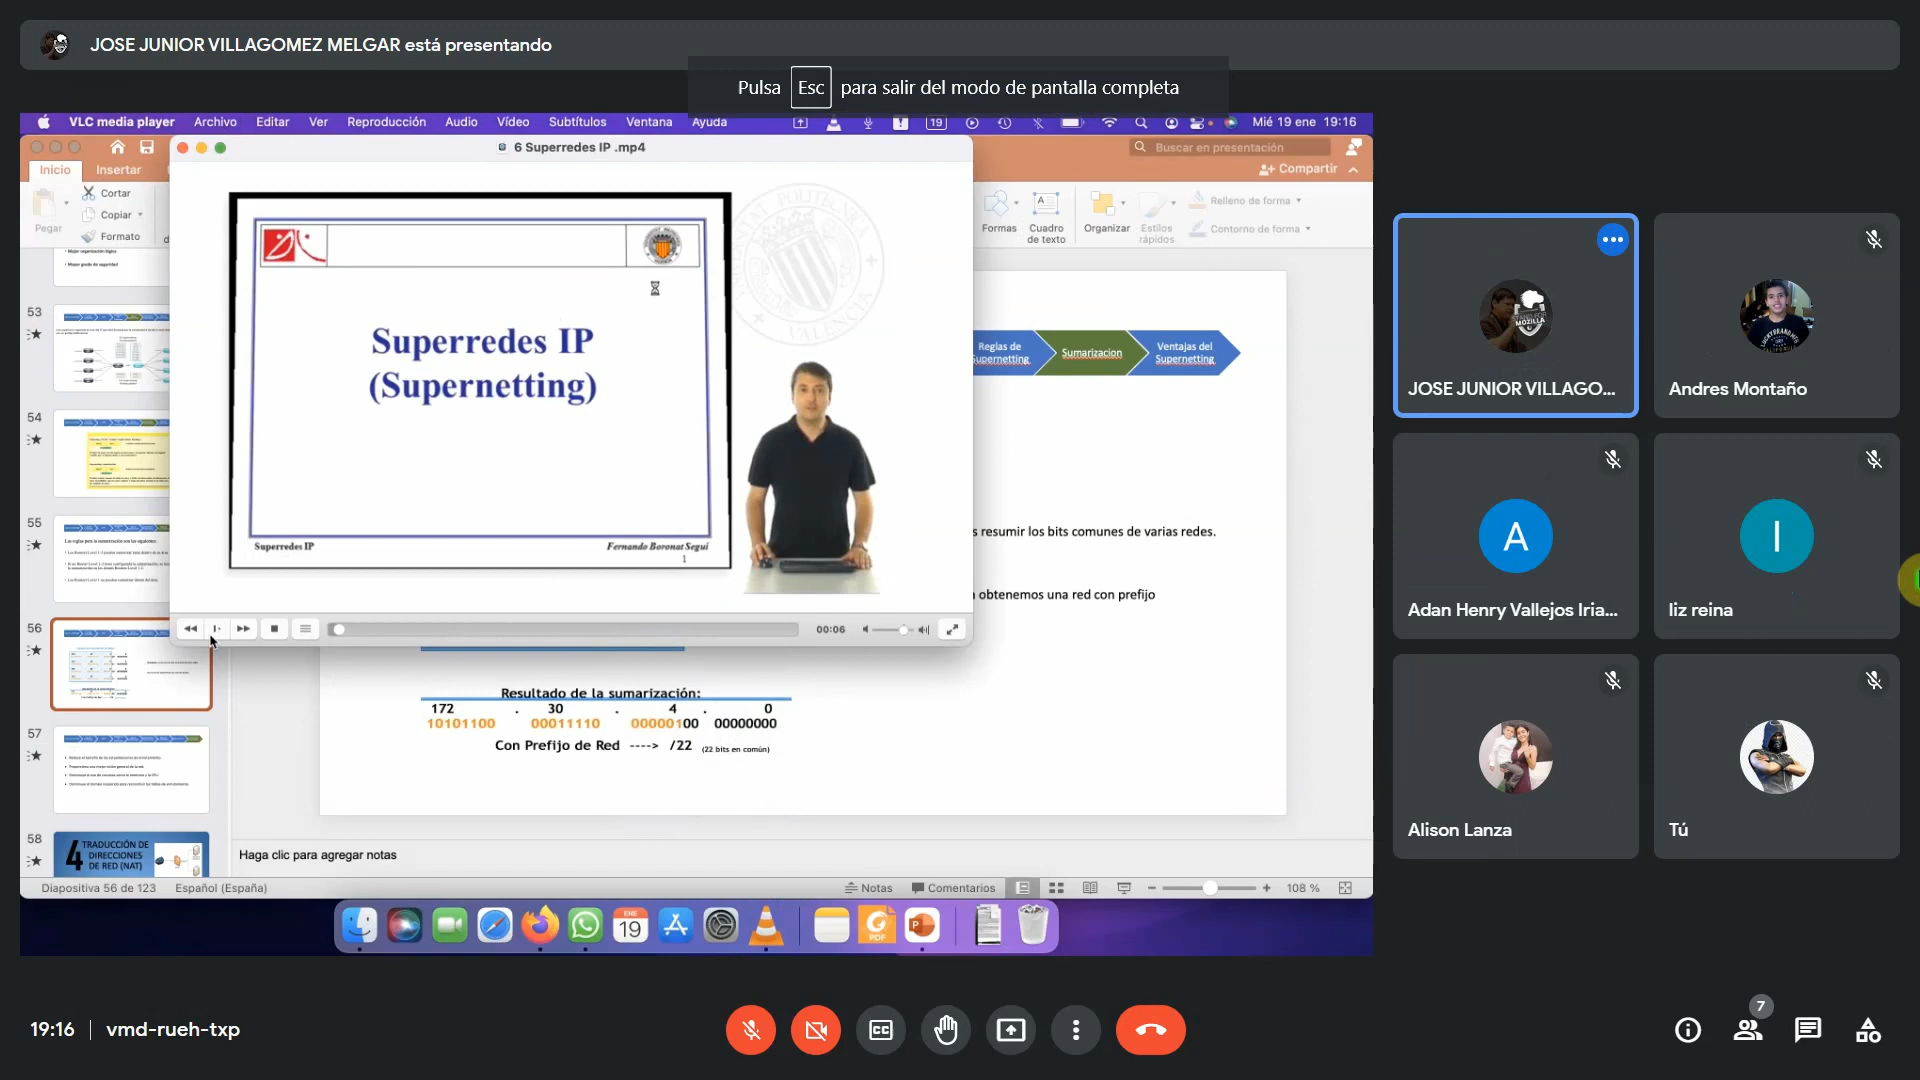 JOSE JUNIOR VILLAGOMEZ MELGAR está presentando
Pulsa Esc para salir del modo de pantalla completa
VLC media player Archivo Editar Ver Reproducción Audio Vídeo Subtítulos Ventana Ayuda 19 Mié 19 ene 19:16
6 Superredes IP .mp4
Buscar en presentación
Inicio Insertar
Compartir
Pegar
Cortar
Copiar
Formato
Formas
Cuadro de texto
Organizar
Estilos rápidos
Relleno de forma
Contorno de forma
Superredes IP
(Supernetting)
Superredes IP
Fernando Boronat Seguí
1
00:06
Reglas de
Supernetting
Sumarizacion
Ventajas del
Supernetting
s resumir los bits comunes de varias redes.
obtenemos una red con prefijo
Resultado de la sumarización:
172 . 30 . 4 . 0
10101100 00011110 00000100 00000000
Con Prefijo de Red ----> /22 (22 bits en común)
53
54
55
56
57
58
4 TRADUCCIÓN DE
DIRECCIONES
DE RED (NAT)
Haga clic para agregar notas
Diapositiva 56 de 123 Español (España)
Notas Comentarios 108 %
ENE
19
PDF
JOSE JUNIOR VILLAGO...
Andres Montaño
A
Adan Henry Vallejos Iria...
l
liz reina
Alison Lanza
Tú
19:16 | vmd-rueh-txp
7